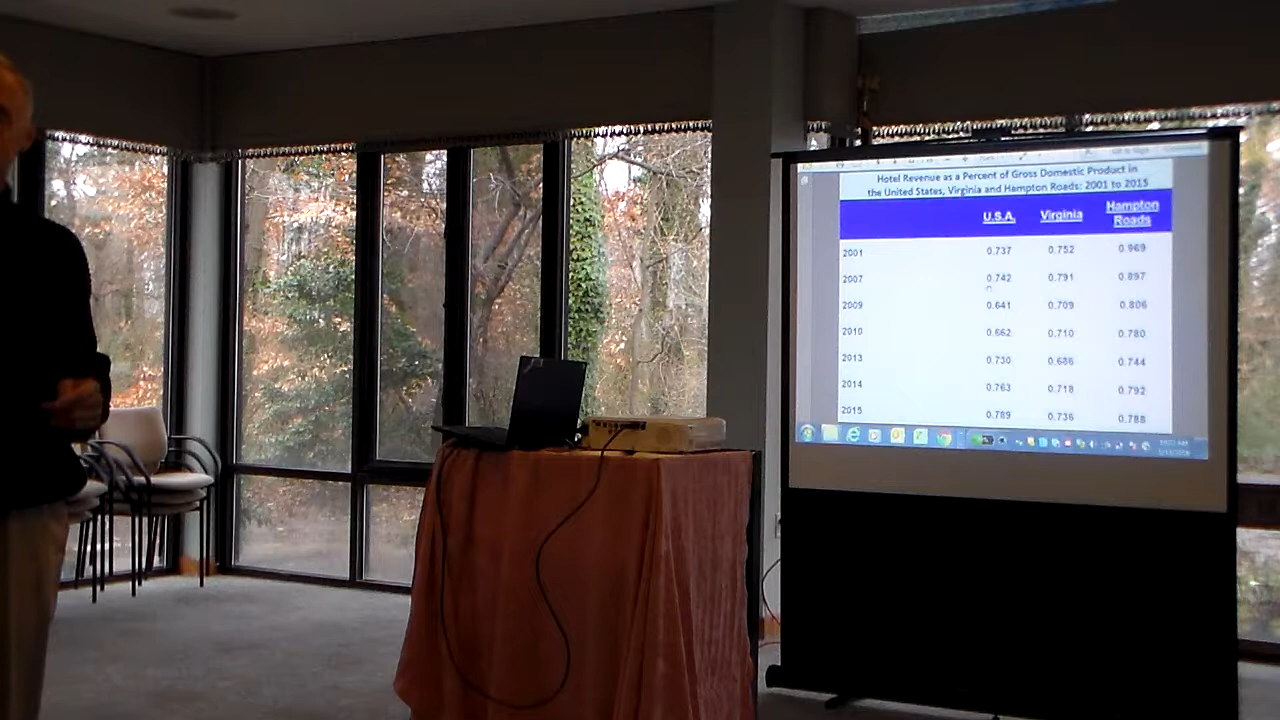 Hotel Revenue as a Percent of Gross Domestic Product in
the United States, Virginia and Hampton Roads: 2001 to 2015
U.S.A. Virginia Hampton Roads
2001 0.737 0.752 0.969
2007 0.742 0.791 0.897
2009 0.641 0.709 0.806
2010 0.662 0.710 0.780
2013 0.730 0.686 0.744
2014 0.763 0.718 0.792
2015 0.789 0.736 0.788